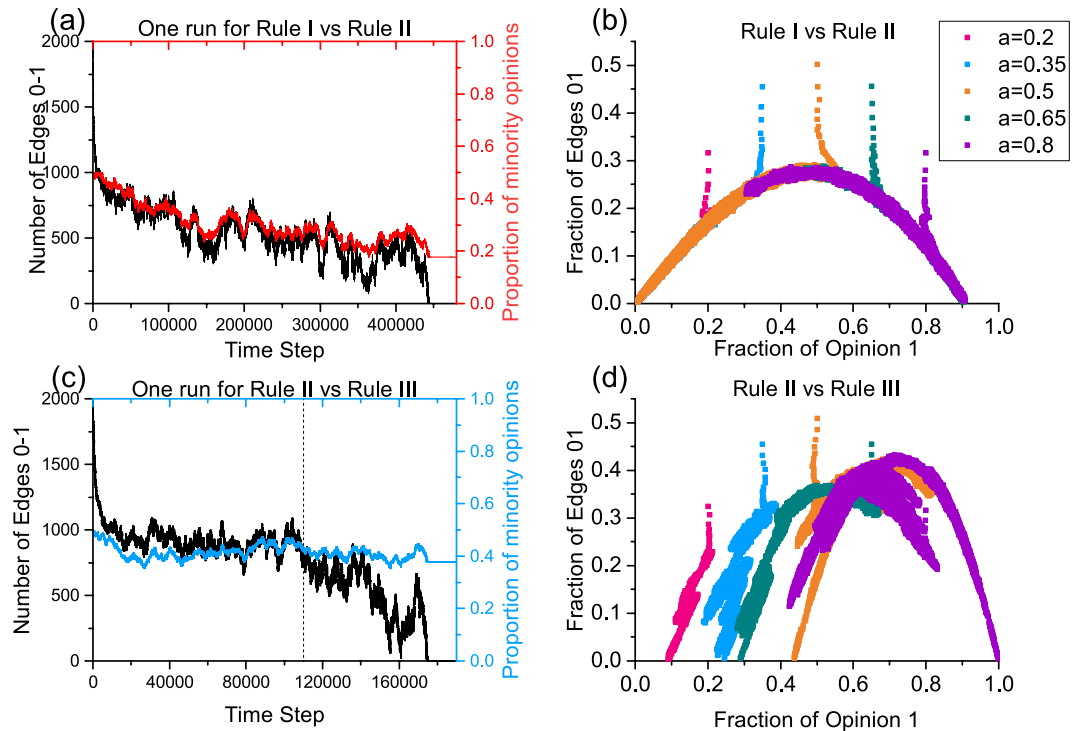 (a)
One run for Rule I vs Rule II
2000
1500
1000
500
0
Number of Edges 0-1
1.0
0.8
0.6
0.4
0.2
0.0
Proportion of minority opinions
0 100000 200000 300000 400000
Time Step
(b)
Rule I vs Rule II
0.5
0.4
0.3
0.2
0.1
0.0
Fraction of Edges 01
0.0 0.2 0.4 0.6 0.8 1.0
Fraction of Opinion 1
a=0.2
a=0.35
a=0.5
a=0.65
a=0.8
(c)
One run for Rule II vs Rule III
2000
1500
1000
500
0
Number of Edges 0-1
1.0
0.8
0.6
0.4
0.2
0.0
Proportion of minority opinions
0 40000 80000 120000 160000
Time Step
(d)
Rule II vs Rule III
0.5
0.4
0.3
0.2
0.1
0.0
Fraction of Edges 01
0.0 0.2 0.4 0.6 0.8 1.0
Fraction of Opinion 1